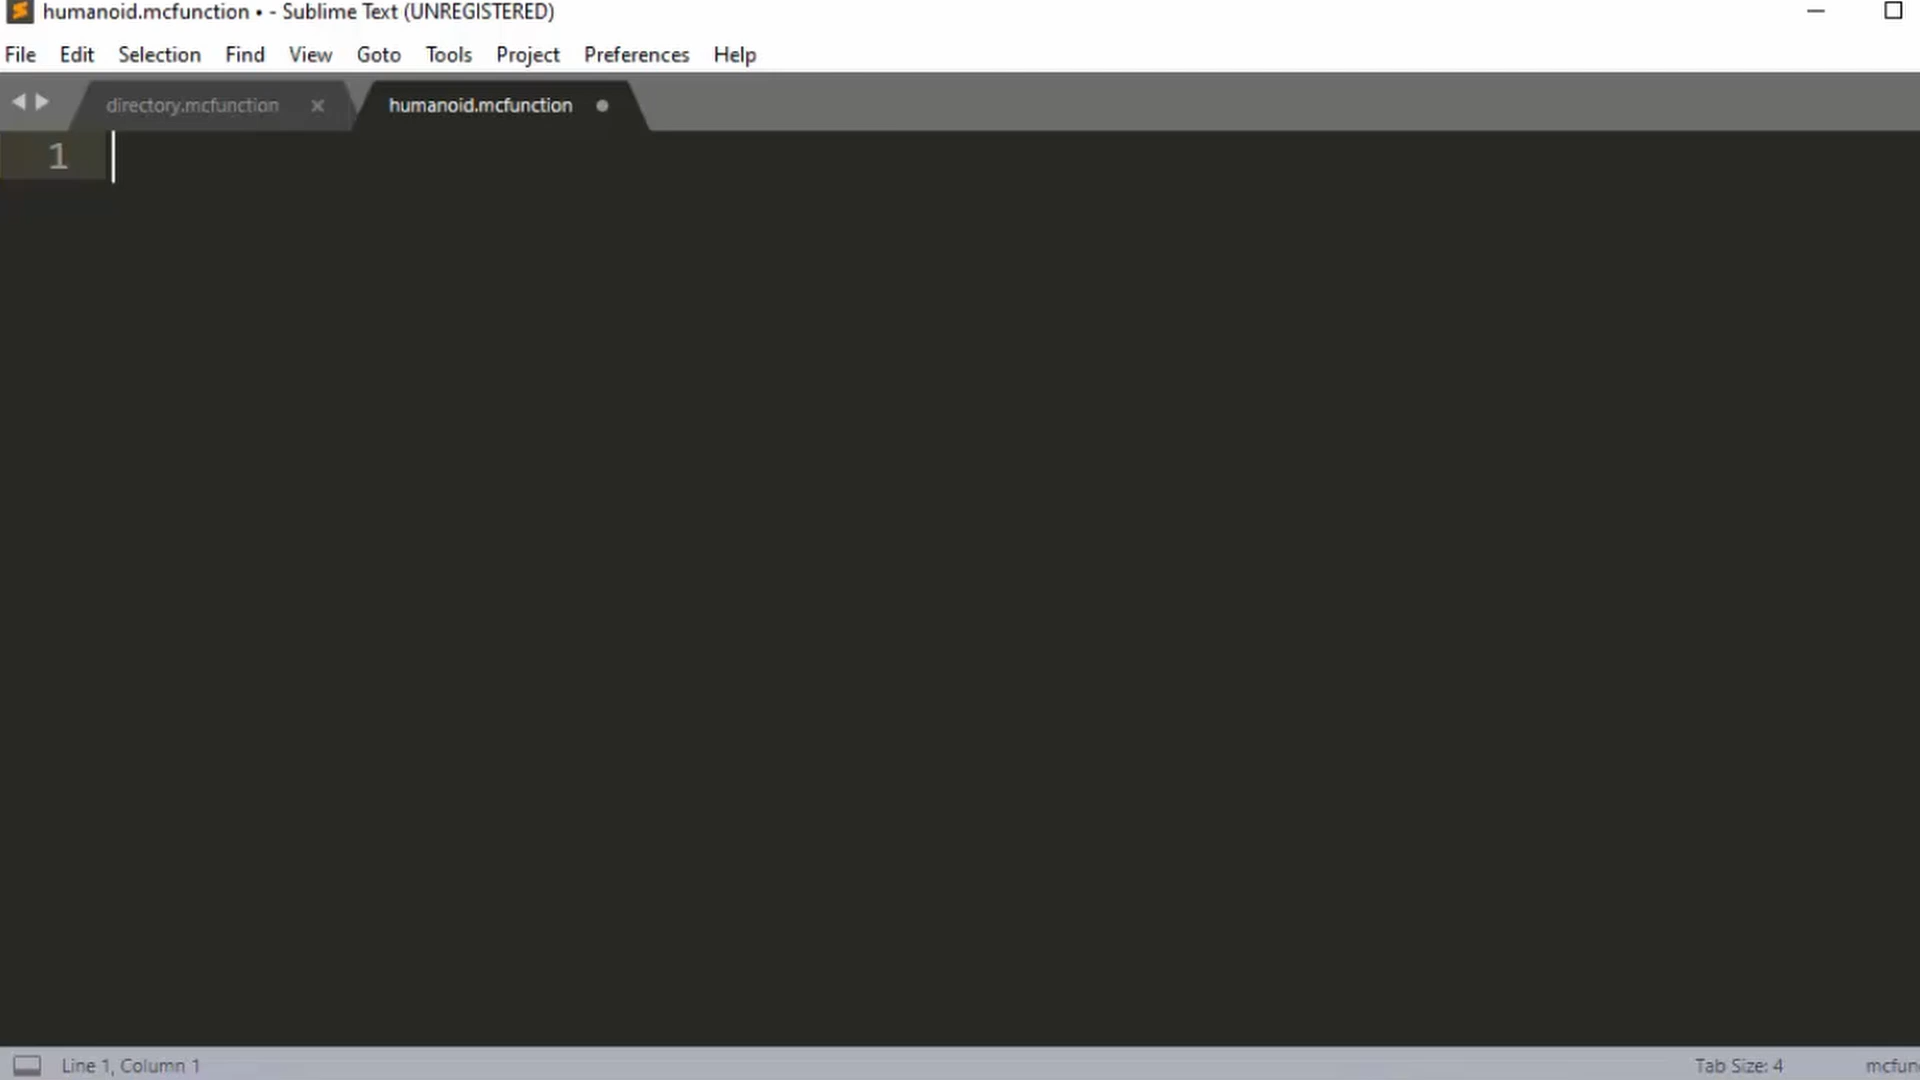 humanoid.mcfunction • - Sublime Text (UNREGISTERED)
File Edit Selection Find View Goto Tools Project Preferences Help
directory.mcfunction humanoid.mcfunction
1
Line 1, Column 1 Tab Size: 4 mcfun